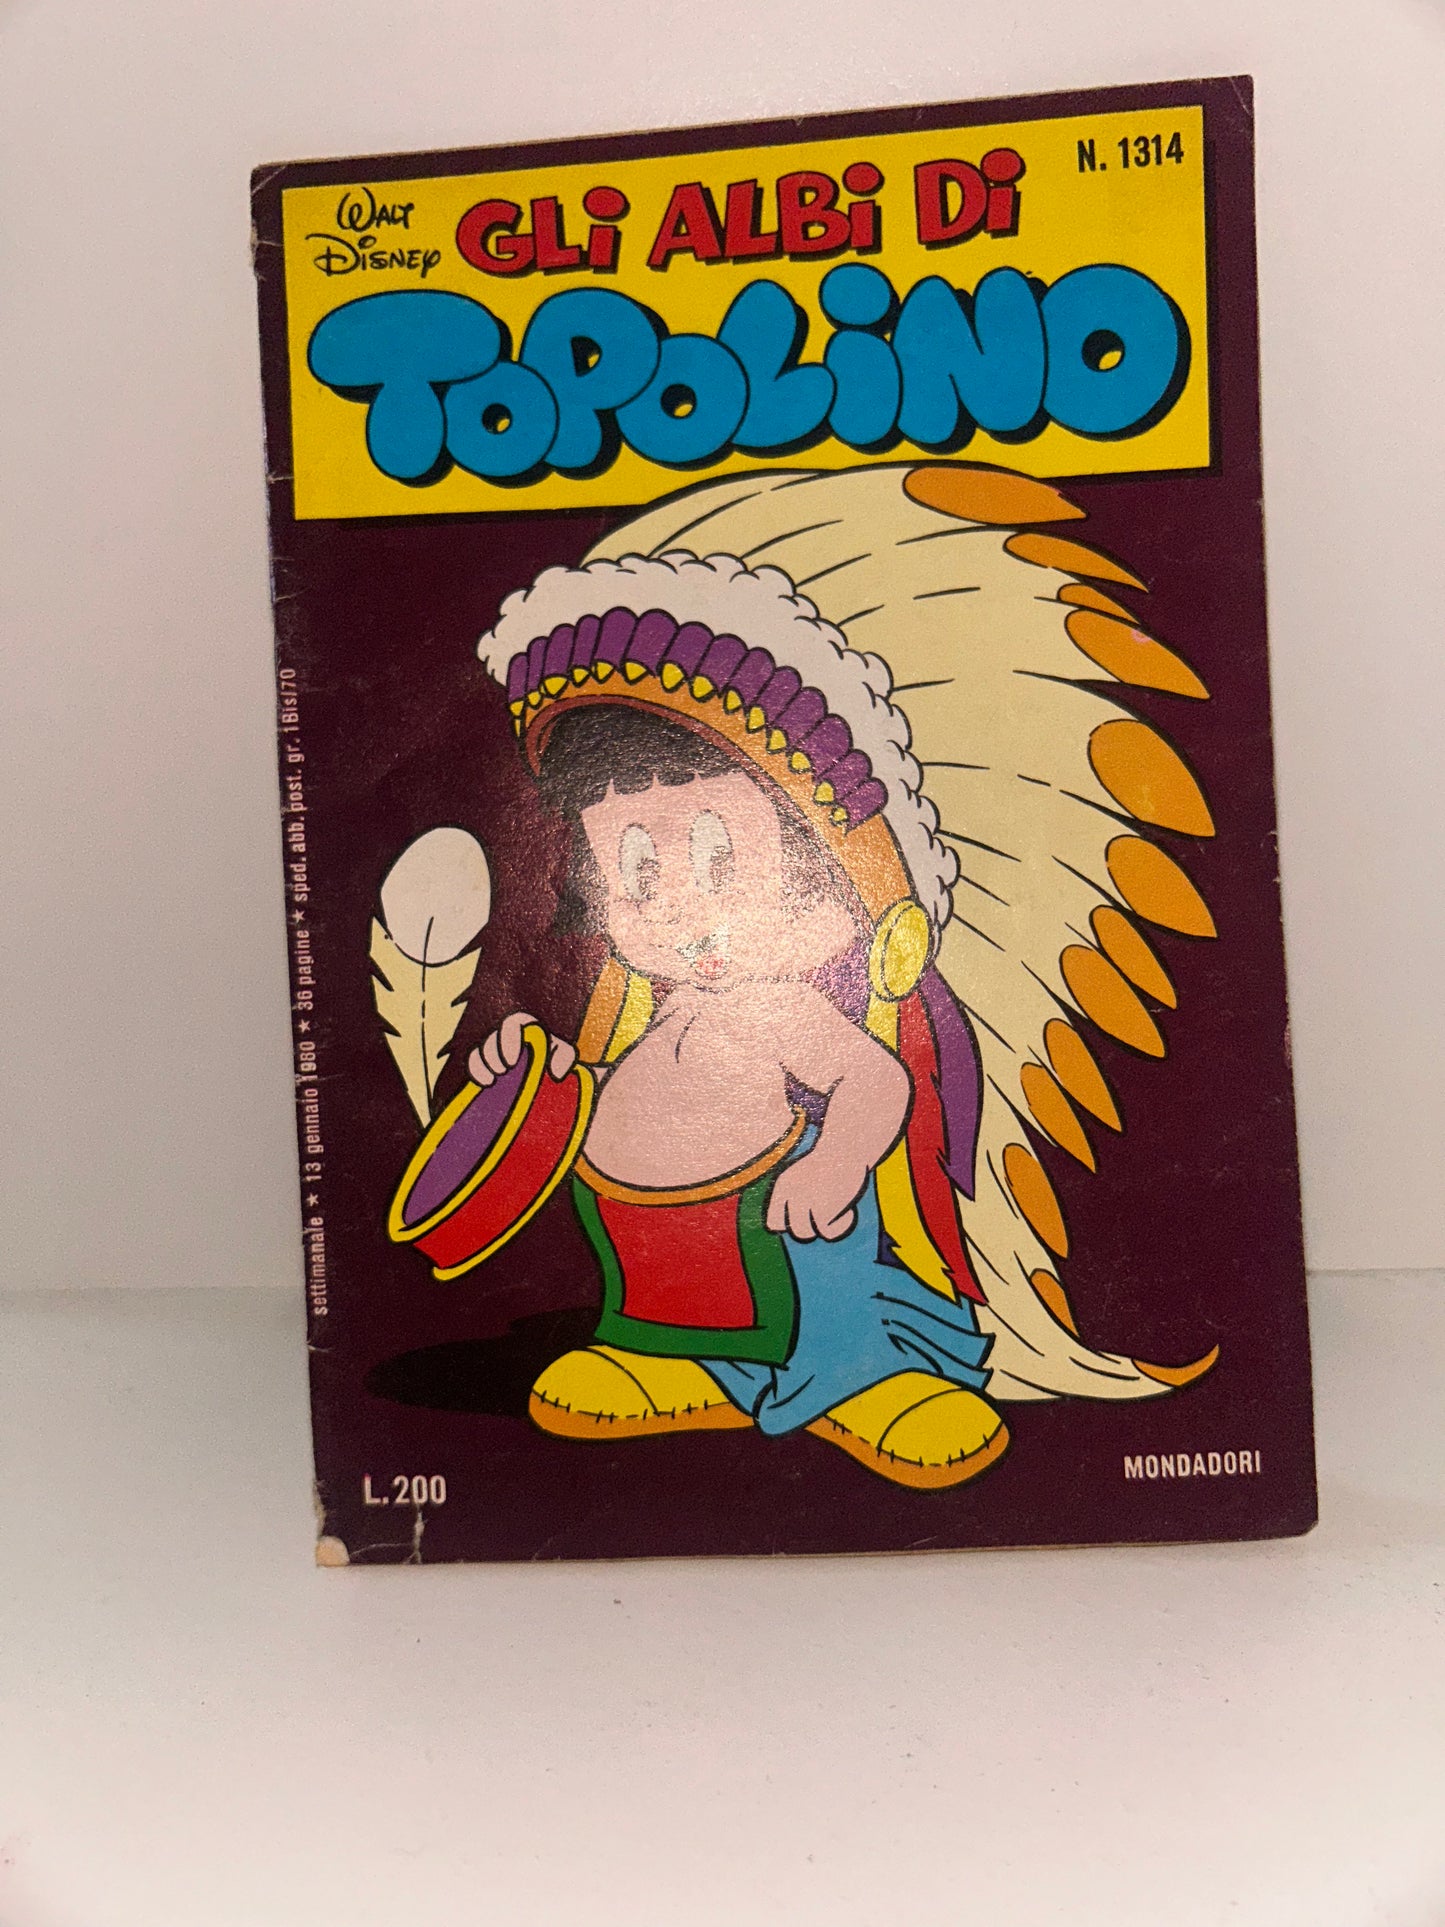 WALT DISNEY
GLI ALBI DI
N. 1314
TOPOLINO
settimanale ★ 13 gennaio 1980 ★ 36 pagine ★ sped. abb. post. gr. 1Bis/70
L. 200
MONDADORI